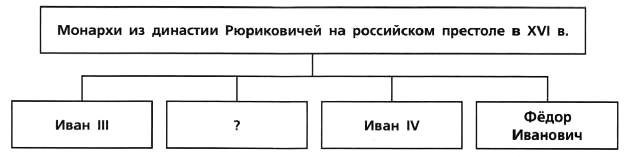 Монархи из династии Рюриковичей на российском престоле в XVI в.
Иван III
?
Иван IV
Фёдор
Иванович